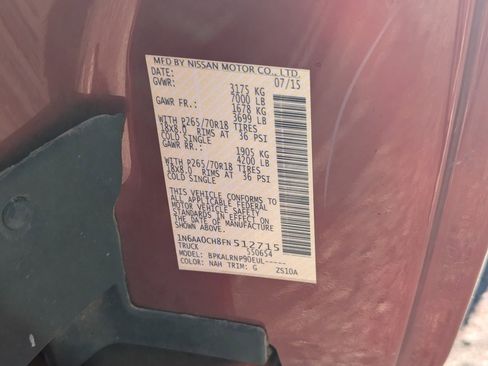 MFD BY NISSAN MOTOR CO., LTD.
DATE: 07/15
GVWR: 3175 KG
7000 LB
GAWR FR.: 1678 KG
3699 LB
WITH P265/70R18 TIRES
18X8.0 RIMS AT 36 PSI
COLD SINGLE
GAWR RR.: 1905 KG
4200 LB
WITH P265/70R18 TIRES
18X8.0 RIMS AT 36 PSI
COLD SINGLE
THIS VEHICLE CONFORMS TO
ALL APPLICABLE FEDERAL
MOTOR VEHICLE SAFETY
STANDARDS IN EFFECT ON
THE DATE OF MANUFACTURE
SHOWN ABOVE
1N6AA0CH8FN 512715
TRUCK 550654
MODEL: BPKALRNP90EUL-----
COLOR: NAH TRIM: G ZS10A